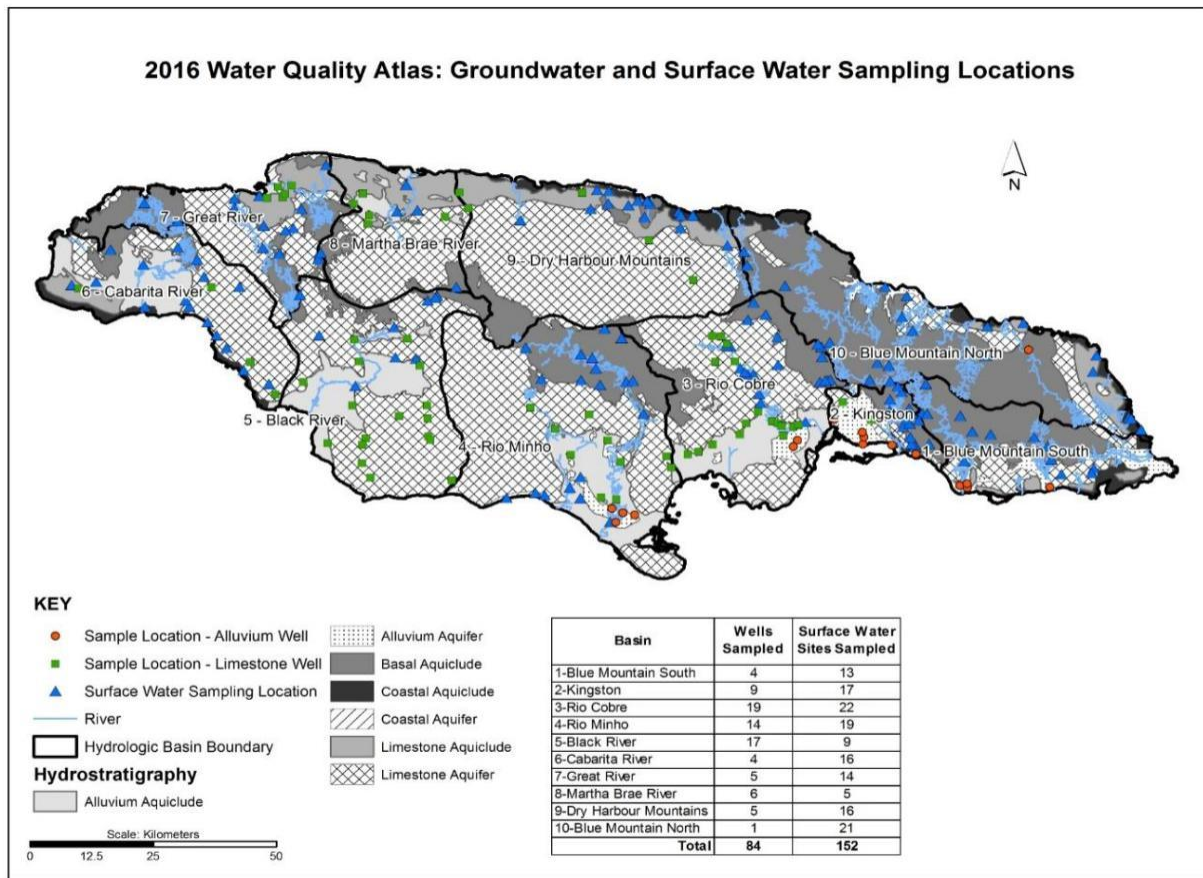 2016 Water Quality Atlas: Groundwater and Surface Water Sampling Locations
N
7 - Great River
8 - Martha Brae River
9 - Dry Harbour Mountains
6 - Cabarita River
10 - Blue Mountain North
3 - Rio Cobre
2 - Kingston
5 - Black River
4 - Rio Minho
1 - Blue Mountain South
KEY
Sample Location - Alluvium Well
Sample Location - Limestone Well
Surface Water Sampling Location
River
Hydrologic Basin Boundary
Hydrostratigraphy
Alluvium Aquiclude
Alluvium Aquifer
Basal Aquiclude
Coastal Aquiclude
Coastal Aquifer
Limestone Aquiclude
Limestone Aquifer
Scale: Kilometers
0 12.5 25 50
Basin Wells Sampled Surface Water Sites Sampled
1-Blue Mountain South 4 13
2-Kingston 9 17
3-Rio Cobre 19 22
4-Rio Minho 14 19
5-Black River 17 9
6-Cabarita River 4 16
7-Great River 5 14
8-Martha Brae River 6 5
9-Dry Harbour Mountains 5 16
10-Blue Mountain North 1 21
Total 84 152